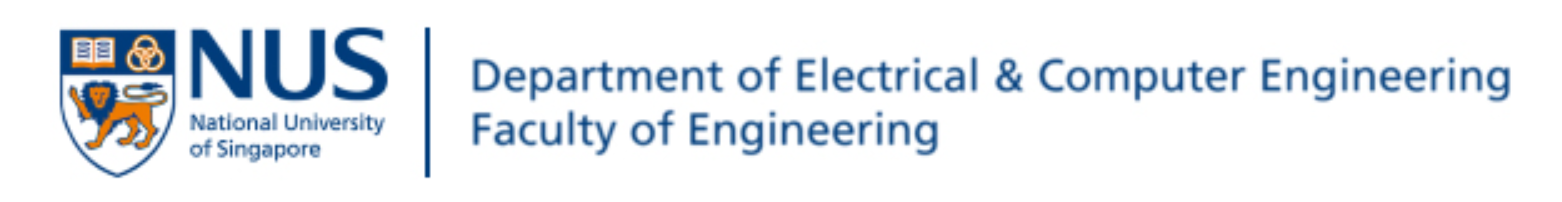 NUS
National University
of Singapore
Department of Electrical & Computer Engineering
Faculty of Engineering